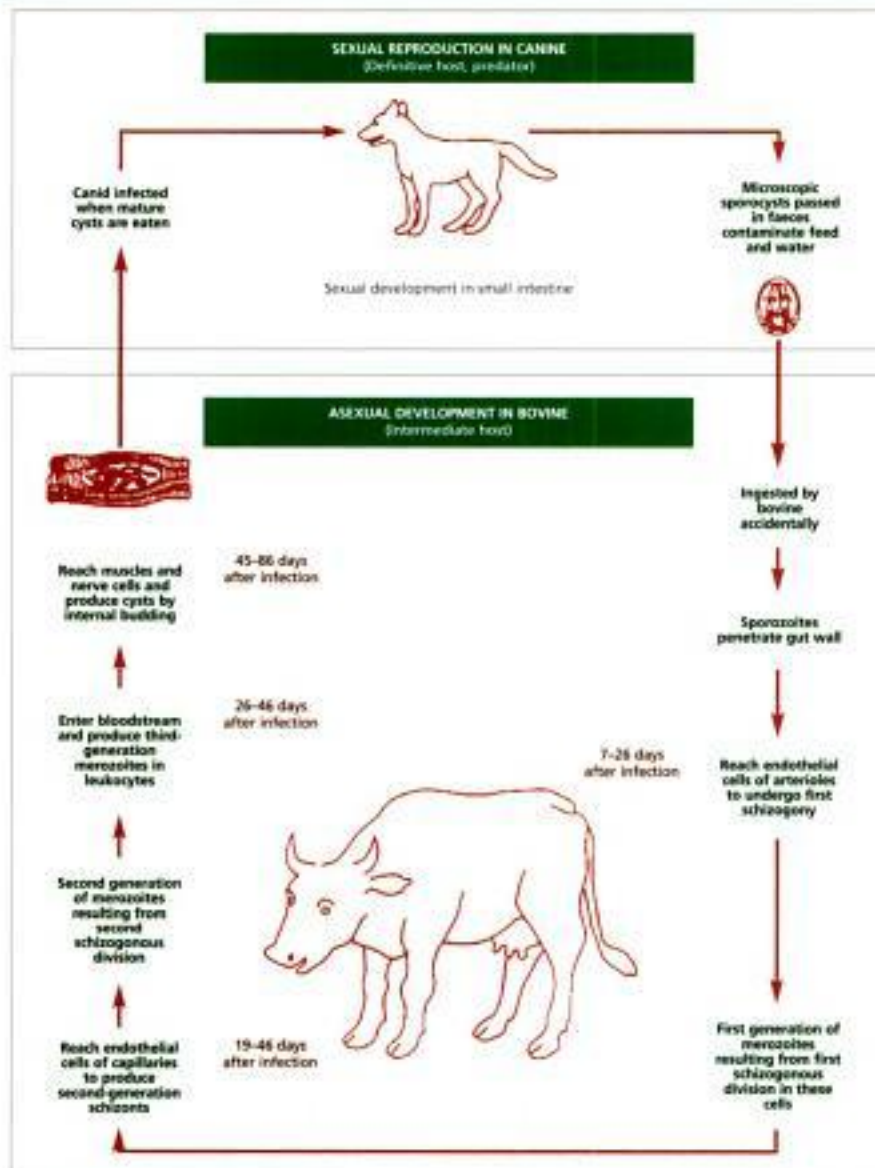 SEXUAL REPRODUCTION IN CANINE
(Definitive host, predator)
Canid infected
when mature
cysts are eaten
Microscopic
sporocysts passed
in faeces
contaminate feed
and water
Sexual development in small intestine
ASEXUAL DEVELOPMENT IN BOVINE
(Intermediate host)
Ingested by
bovine
accidentally
Sporozoites
penetrate gut wall
7–26 days
after infection
Reach endothelial
cells of arterioles
to undergo first
schizogony
First generation of
merozoites
resulting from first
schizogonous
division in these
cells
Reach endothelial
cells of capillaries
to produce
second-generation
schizonts
19–46 days
after infection
Second generation
of merozoites
resulting from
second
schizogonous
division
Enter bloodstream
and produce third-
generation
merozoites in
leukocytes
26–46 days
after infection
Reach muscles and
nerve cells and
produce cysts by
internal budding
45–86 days
after infection